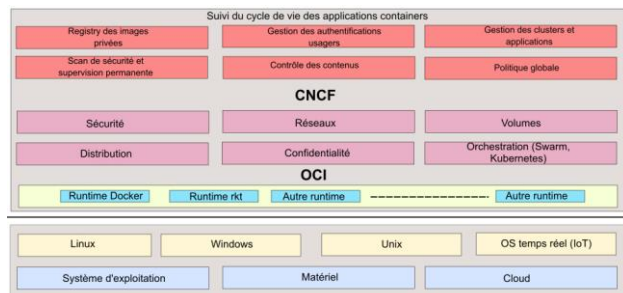 Suivi du cycle de vie des applications containers
Registry des images
privées
Gestion des authentifications
usagers
Gestion des clusters et
applications
Scan de sécurité et
supervision permanente
Contrôle des contenus
Politique globale
CNCF
Sécurité
Réseaux
Volumes
Distribution
Confidentialité
Orchestration (Swarm,
Kubernetes)
OCI
Runtime Docker
Runtime rkt
Autre runtime
Autre runtime
Linux
Windows
Unix
OS temps réel (IoT)
Système d'exploitation
Matériel
Cloud